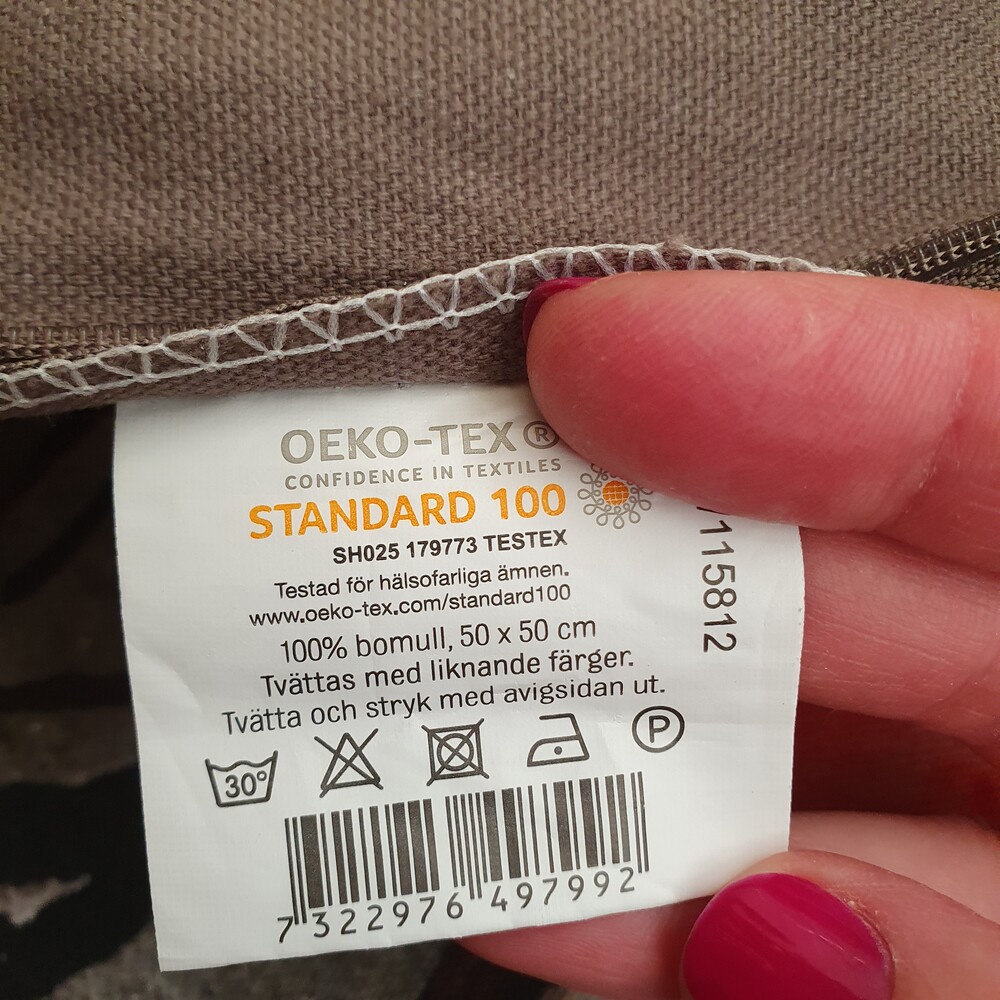 OEKO-TEX®
CONFIDENCE IN TEXTILES
STANDARD 100
SH025 179773 TESTEX
Testad för hälsofarliga ämnen.
www.oeko-tex.com/standard100
100% bomull, 50 x 50 cm
Tvättas med liknande färger.
Tvätta och stryk med avigsidan ut.
30°
P
7 322976 497992
115812